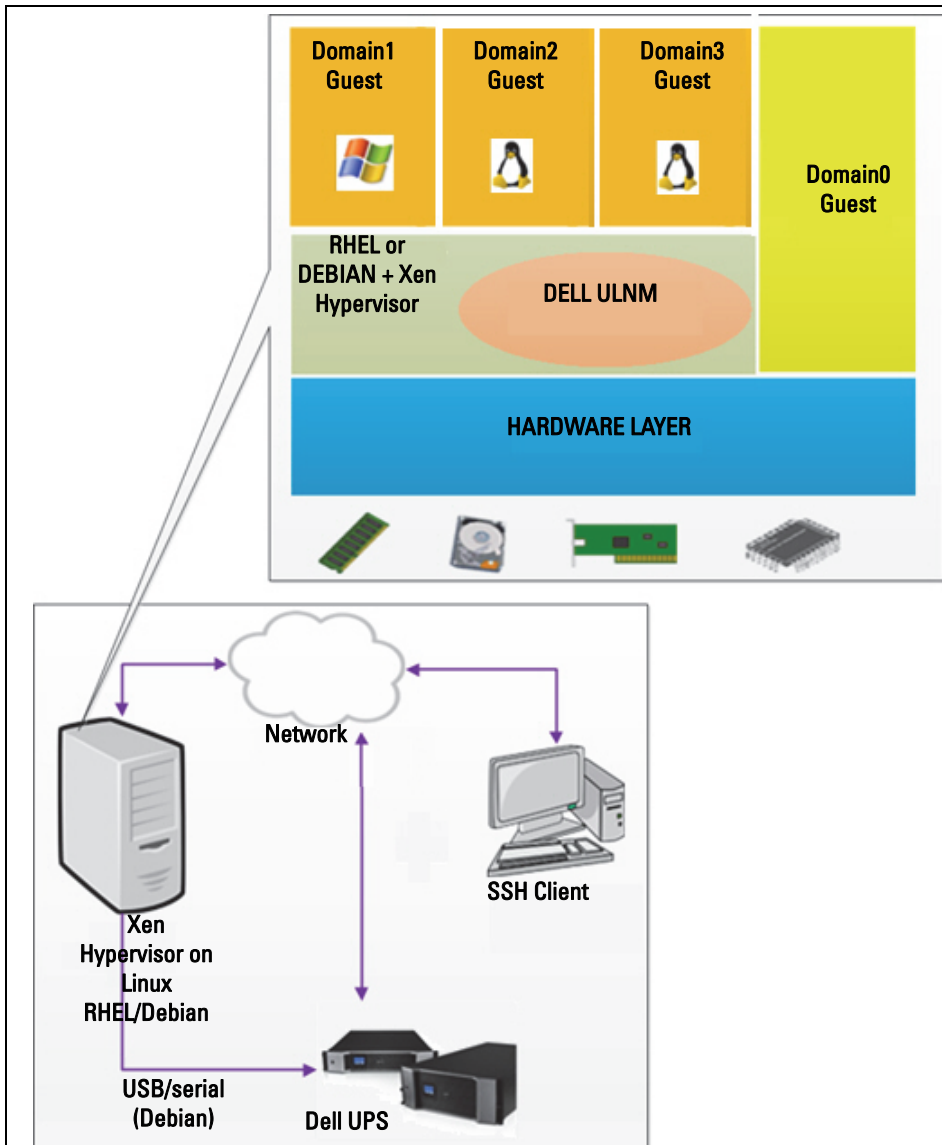 Domain1
Guest
Domain2
Guest
Domain3
Guest
Domain0
Guest
RHEL or
DEBIAN + Xen
Hypervisor
DELL ULNM
HARDWARE LAYER
Network
SSH Client
Xen
Hypervisor on
Linux
RHEL/Debian
USB/serial
(Debian)
Dell UPS